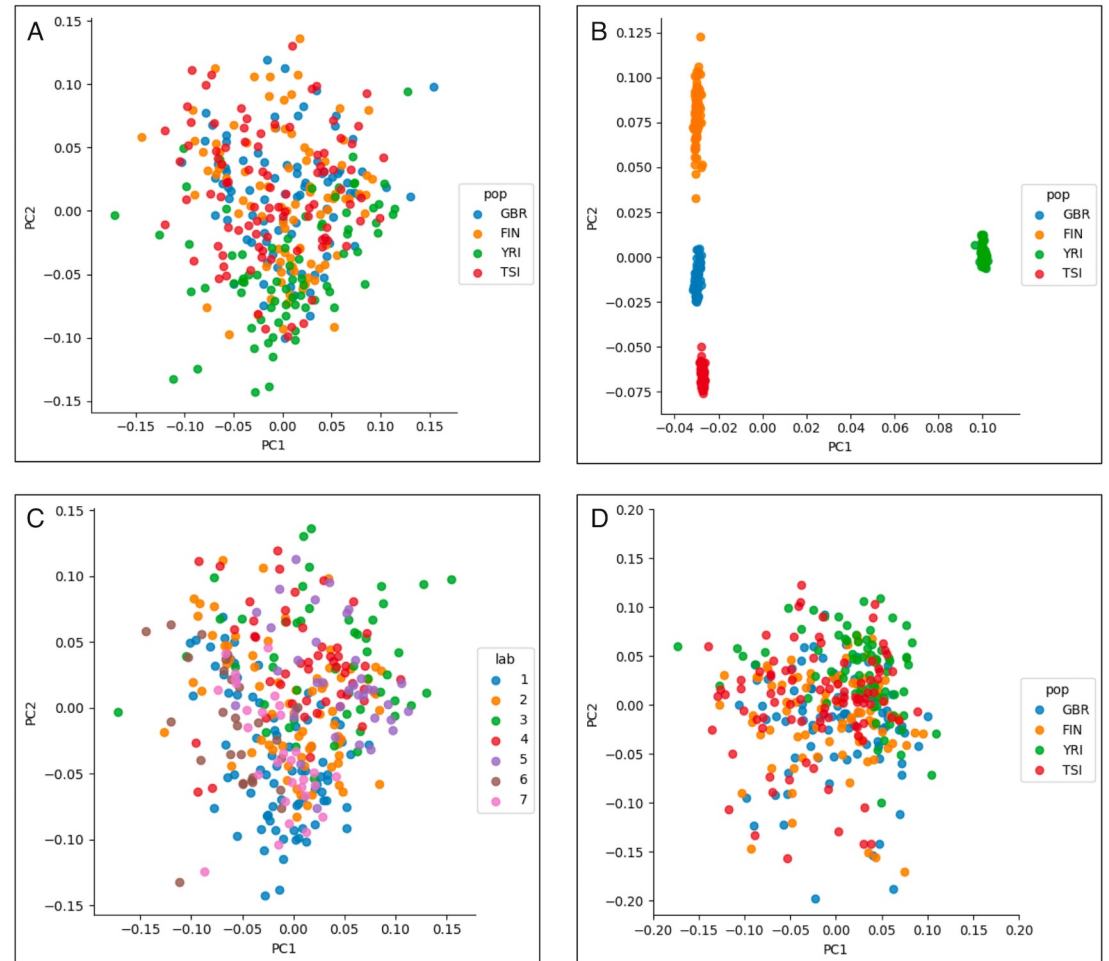 A
0.15
0.10
0.05
0.00
−0.05
−0.10
−0.15
PC2
−0.15 −0.10 −0.05 0.00 0.05 0.10 0.15
PC1
pop
GBR
FIN
YRI
TSI
B
0.125
0.100
0.075
0.050
0.025
0.000
−0.025
−0.050
−0.075
PC2
−0.04 −0.02 0.00 0.02 0.04 0.06 0.08 0.10
PC1
pop
GBR
FIN
YRI
TSI
C
0.15
0.10
0.05
0.00
−0.05
−0.10
−0.15
PC2
−0.15 −0.10 −0.05 0.00 0.05 0.10 0.15
PC1
lab
1
2
3
4
5
6
7
D
0.20
0.15
0.10
0.05
0.00
−0.05
−0.10
−0.15
−0.20
PC2
−0.20 −0.15 −0.10 −0.05 0.00 0.05 0.10 0.15 0.20
PC1
pop
GBR
FIN
YRI
TSI